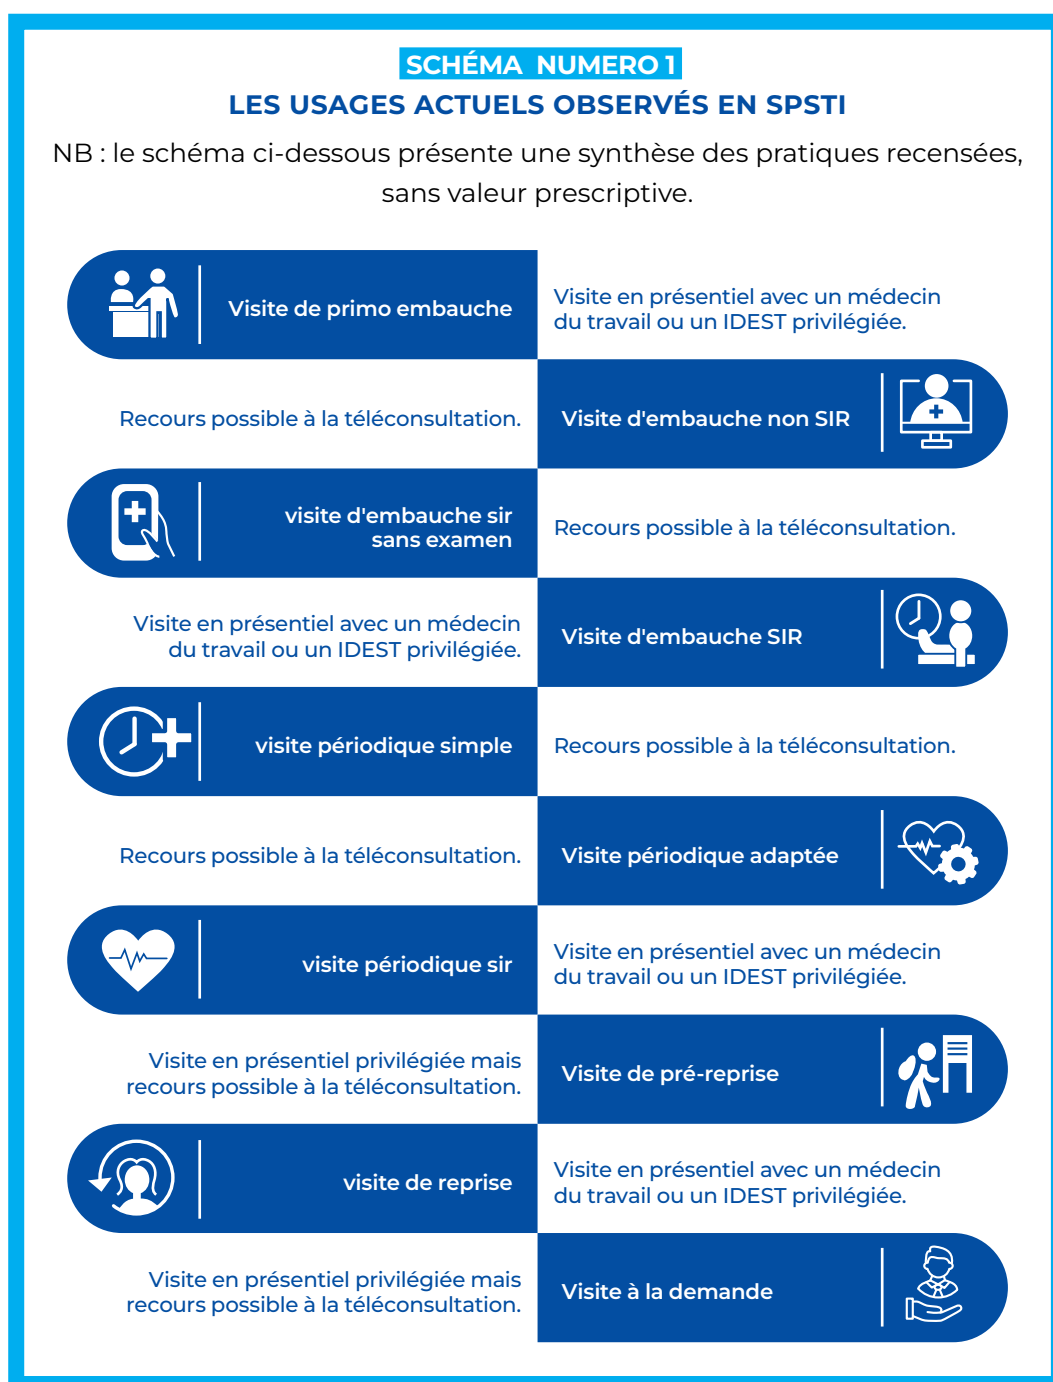 SCHÉMA NUMERO 1
LES USAGES ACTUELS OBSERVÉS EN SPSTI
NB : le schéma ci-dessous présente une synthèse des pratiques recensées,
sans valeur prescriptive.
Visite de primo embauche
Visite en présentiel avec un médecin
du travail ou un IDEST privilégiée.
Recours possible à la téléconsultation.
Visite d'embauche non SIR
visite d'embauche sir
sans examen
Recours possible à la téléconsultation.
Visite en présentiel avec un médecin
du travail ou un IDEST privilégiée.
Visite d'embauche SIR
visite périodique simple
Recours possible à la téléconsultation.
Recours possible à la téléconsultation.
Visite périodique adaptée
visite périodique sir
Visite en présentiel avec un médecin
du travail ou un IDEST privilégiée.
Visite en présentiel privilégiée mais
recours possible à la téléconsultation.
Visite de pré-reprise
visite de reprise
Visite en présentiel avec un médecin
du travail ou un IDEST privilégiée.
Visite en présentiel privilégiée mais
recours possible à la téléconsultation.
Visite à la demande